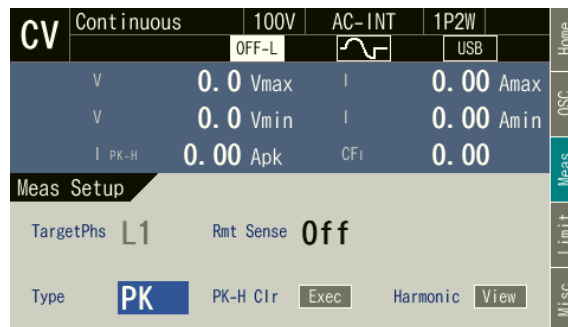 CV Continuous 100V AC-INT 1P2W
OFF-L USB
V 0.0 Vmax I 0.00 Amax
V 0.0 Vmin I 0.00 Amin
I PK-H 0.00 Apk CFI 0.00
Meas Setup
TargetPhs L1 Rmt Sense Off
Type PK PK-H Clr Exec Harmonic View
Home
OSC
Meas
Limit
Misc